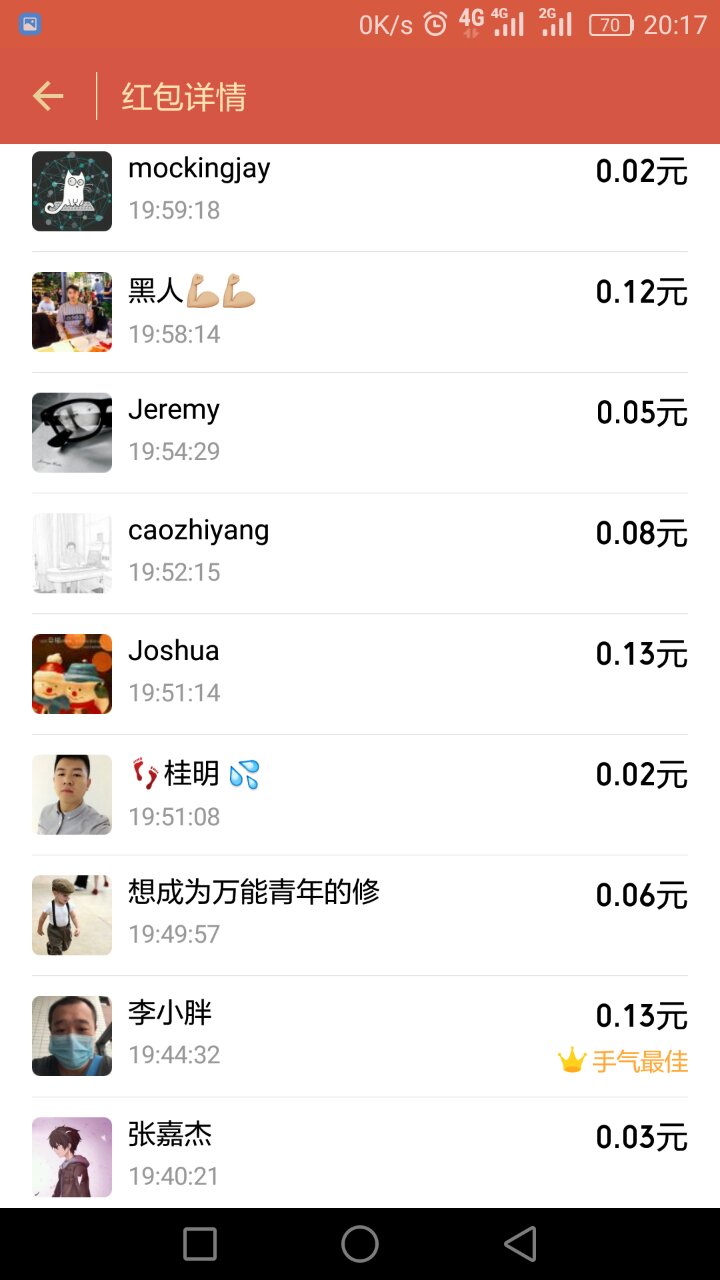 0K/s 4G 4G 2G 70 20:17
红包详情
mockingjay 0.02元
19:59:18
黑人💪🏼💪🏼 0.12元
19:58:14
Jeremy 0.05元
19:54:29
caozhiyang 0.08元
19:52:15
Joshua 0.13元
19:51:14
👣桂明💦 0.02元
19:51:08
想成为万能青年的修 0.06元
19:49:57
李小胖 0.13元
19:44:32 手气最佳
张嘉杰 0.03元
19:40:21